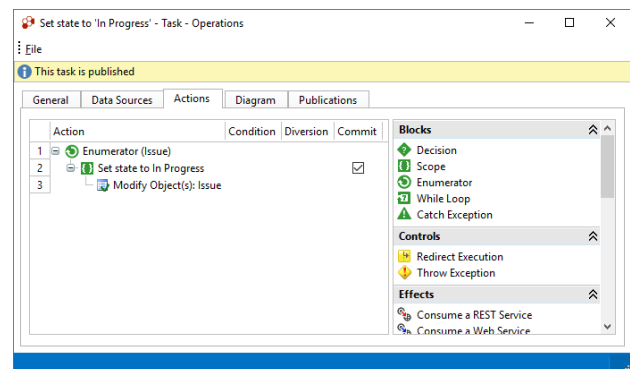 Set state to 'In Progress' - Task - Operations
File
This task is published
General Data Sources Actions Diagram Publications
Action Condition Diversion Commit
1 Enumerator (Issue)
2 Set state to In Progress
3 Modify Object(s): Issue
Blocks
Decision
Scope
Enumerator
While Loop
Catch Exception
Controls
Redirect Execution
Throw Exception
Effects
Consume a REST Service
Consume a Web Service